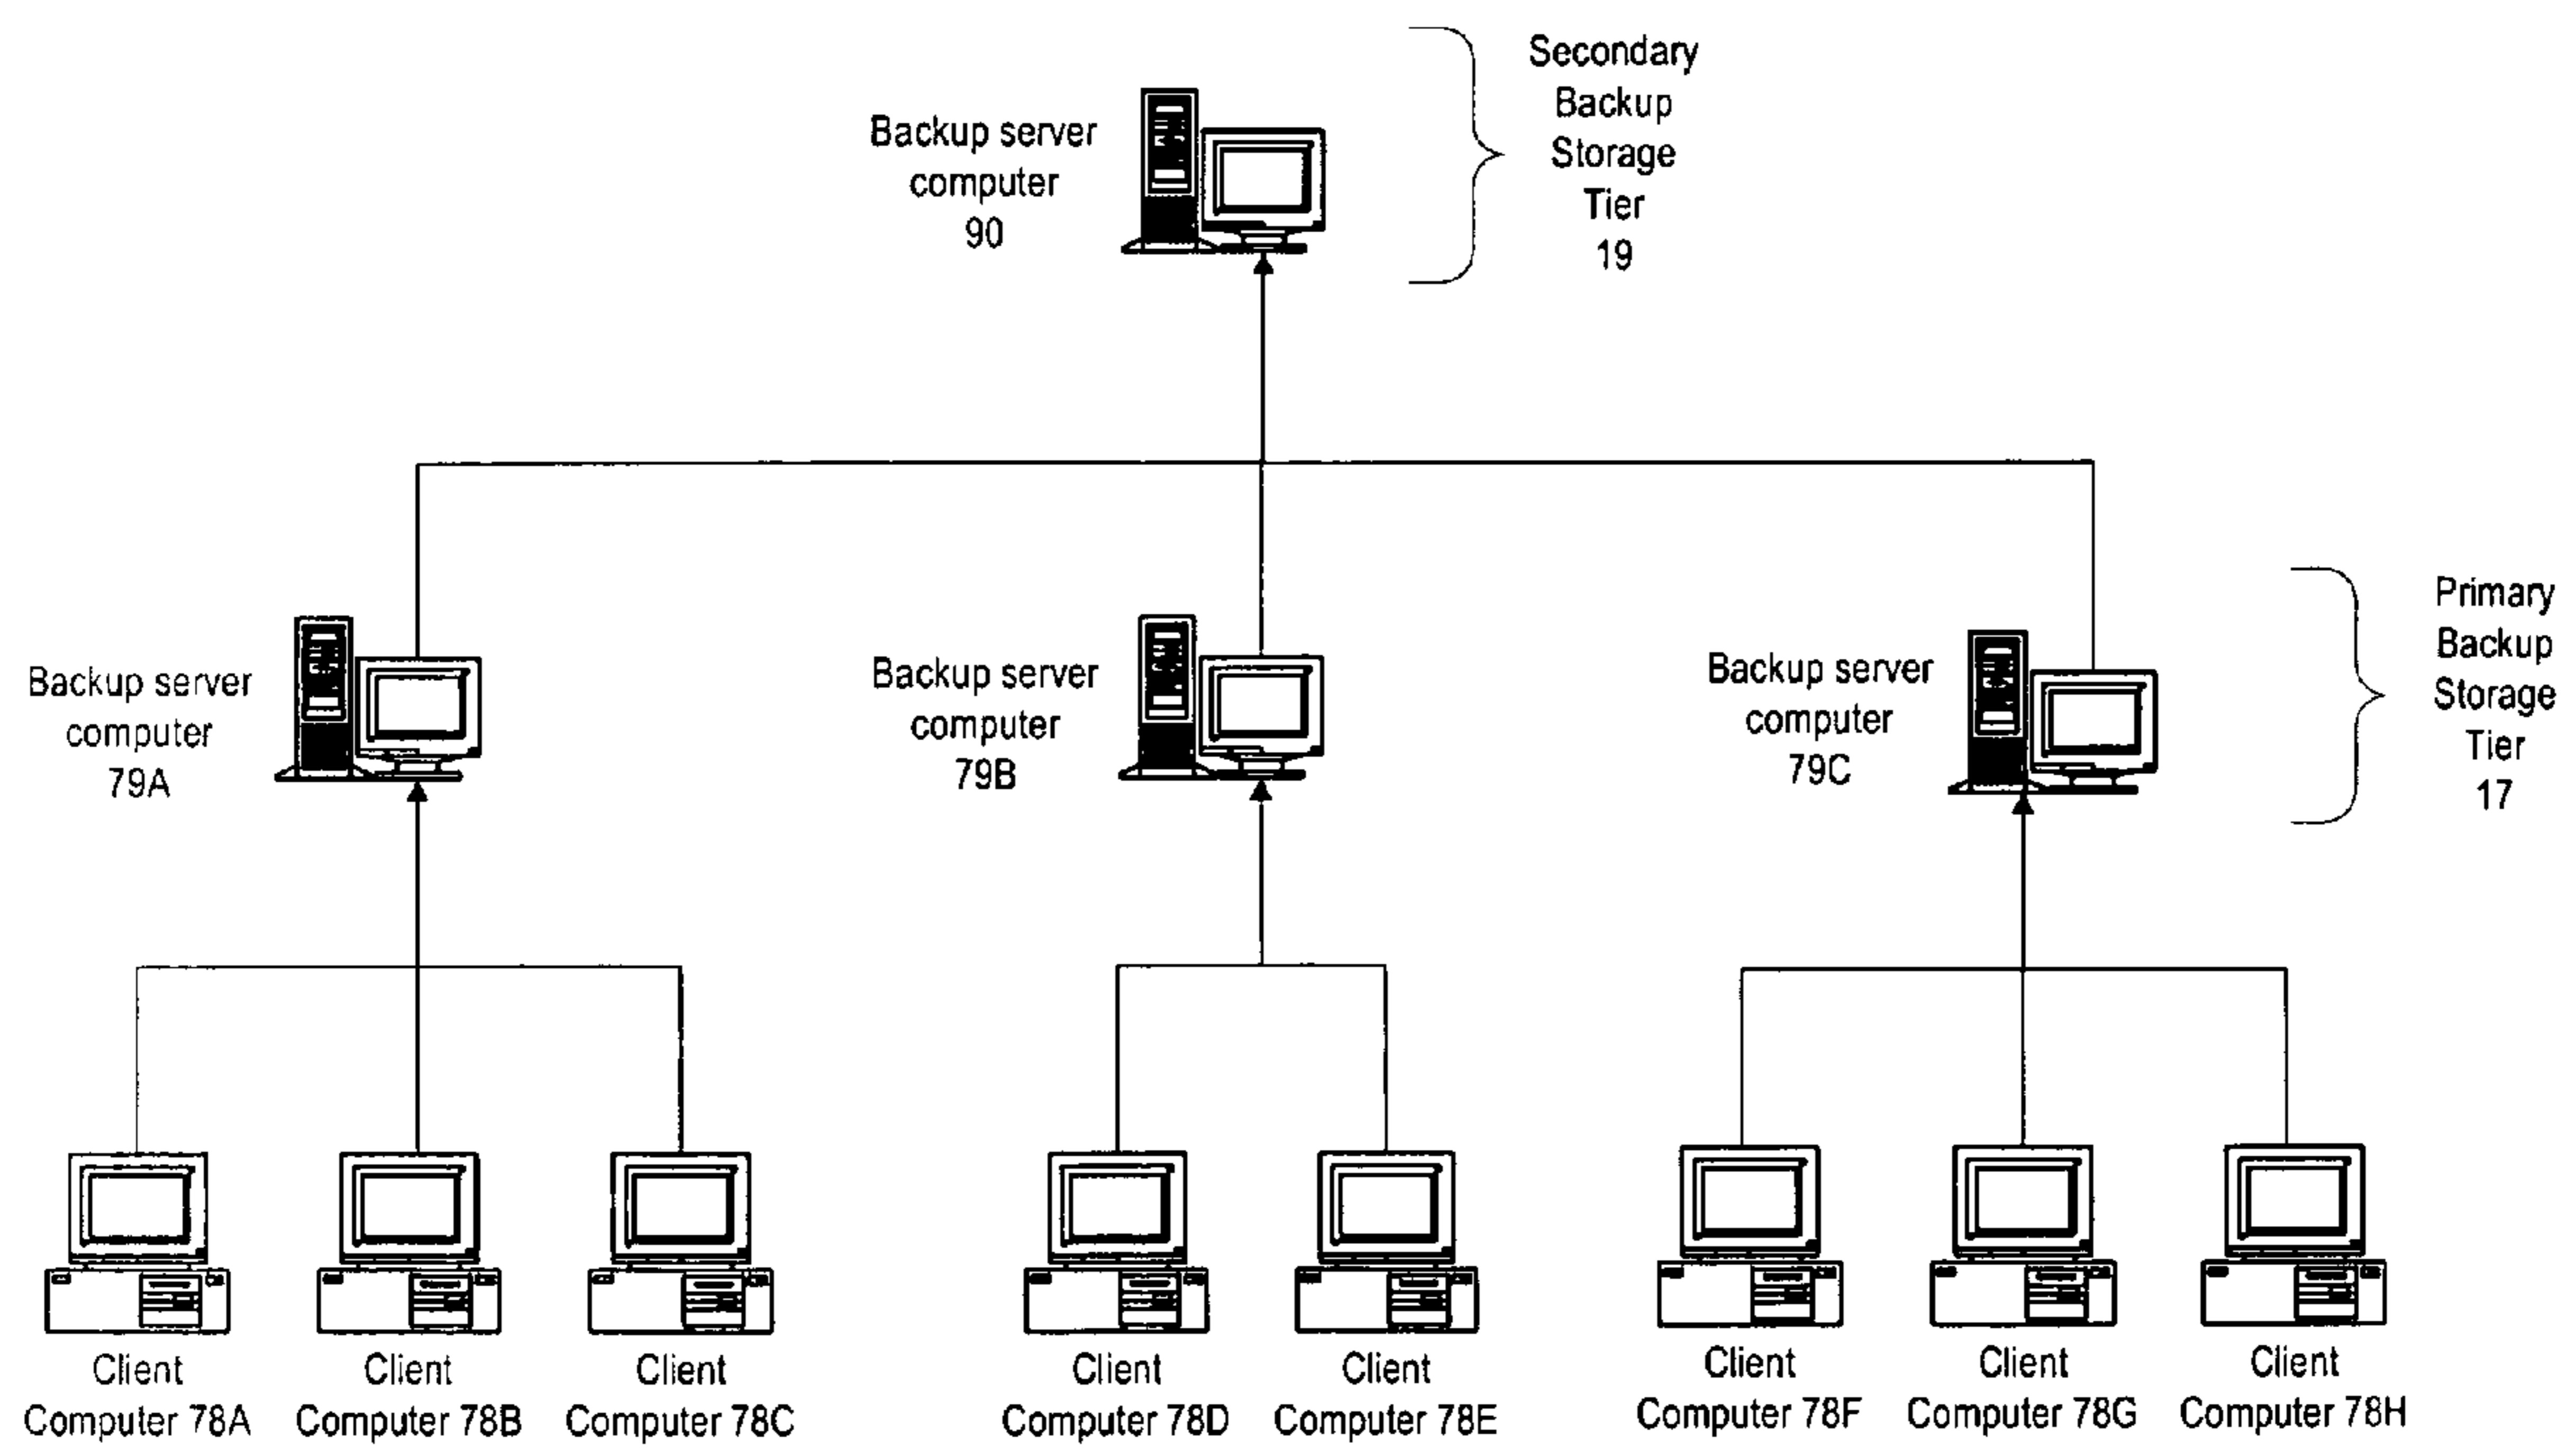 Secondary
Backup
Storage
Tier
19
Backup server
computer
90
Primary
Backup
Storage
Tier
17
Backup server
computer
79A
Backup server
computer
79B
Backup server
computer
79C
Client
Computer 78A
Client
Computer 78B
Client
Computer 78C
Client
Computer 78D
Client
Computer 78E
Client
Computer 78F
Client
Computer 78G
Client
Computer 78H